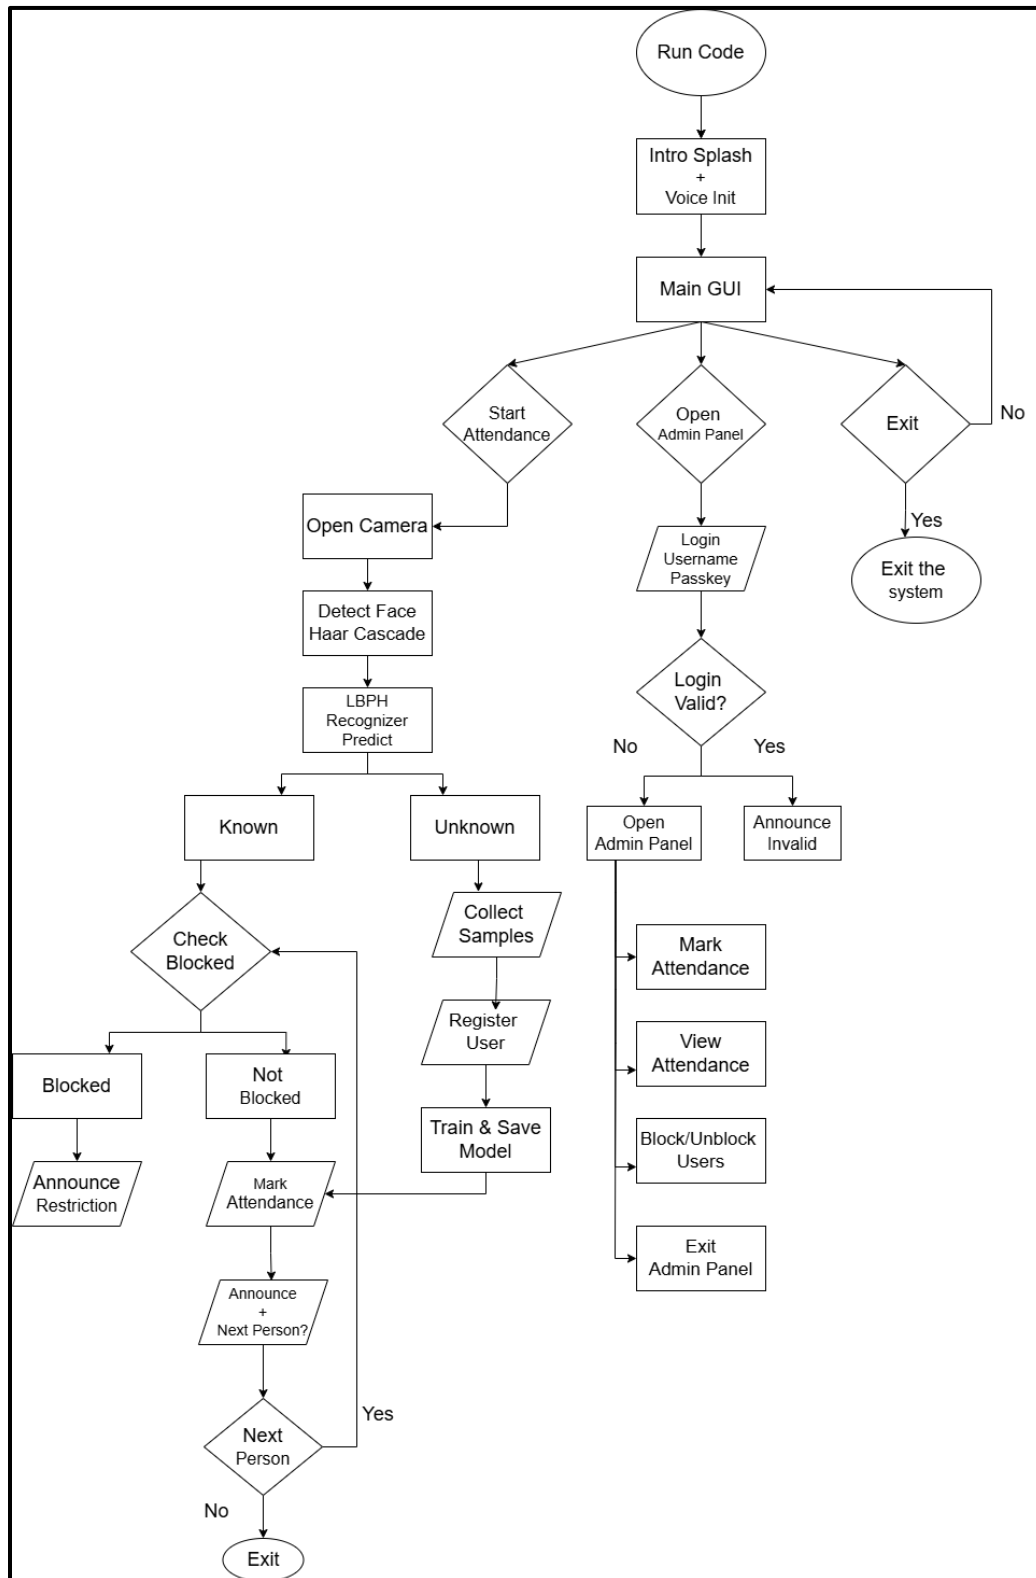 Run Code
Intro Splash
+
Voice Init
Main GUI
Start
Attendance
Open
Admin Panel
Exit
No
Yes
Exit the
system
Open Camera
Login
Username
Passkey
Detect Face
Haar Cascade
Login
Valid?
LBPH
Recognizer
Predict
No
Yes
Known
Unknown
Open
Admin Panel
Announce
Invalid
Collect
Samples
Check
Blocked
Mark
Attendance
Register
User
View
Attendance
Blocked
Not
Blocked
Train & Save
Model
Block/Unblock
Users
Announce
Restriction
Mark
Attendance
Exit
Admin Panel
Announce
+
Next Person?
Yes
Next
Person
No
Exit